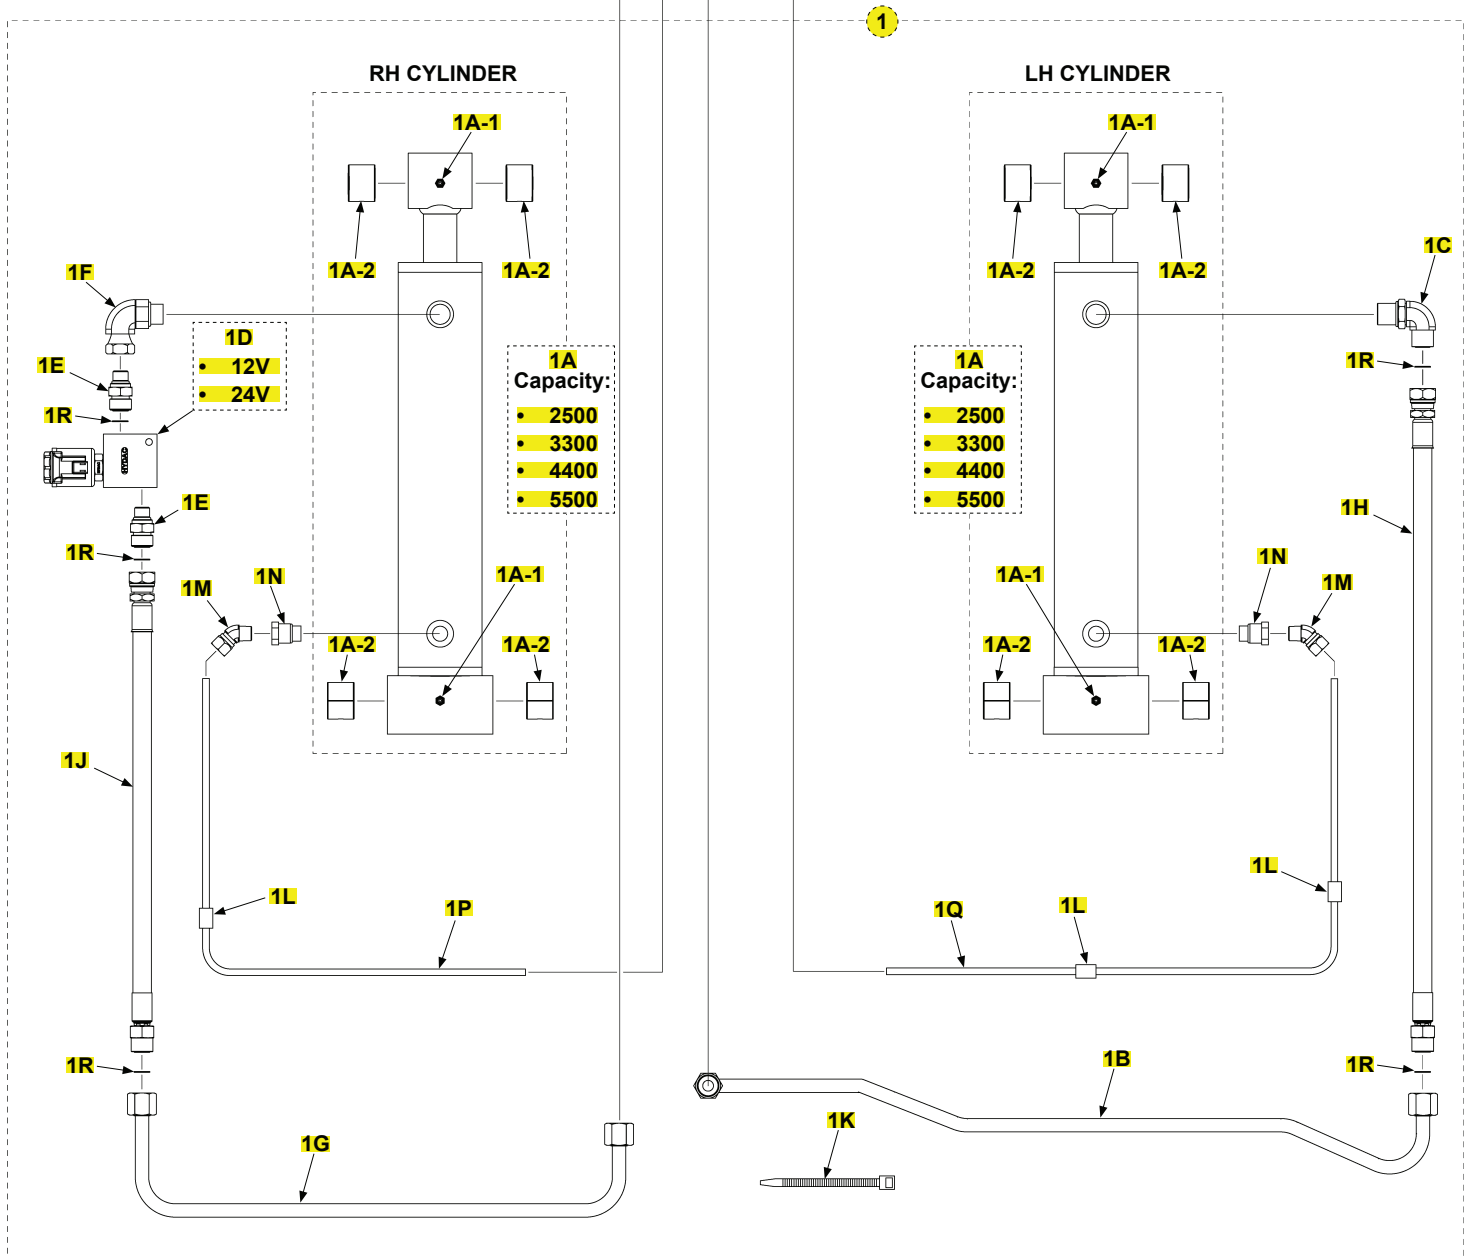 1
RH CYLINDER
LH CYLINDER
1A-1
1A-1
1A-2
1A-2
1A-2
1A-2
1F
1C
1D
• 12V
• 24V
1E
1R
1A
Capacity:
• 2500
• 3300
• 4400
• 5500
1A
Capacity:
• 2500
• 3300
• 4400
• 5500
1R
HYDAC
1E
1H
1R
1M
1N
1A-1
1A-1
1N
1M
1A-2
1A-2
1A-2
1A-2
1J
1L
1P
1Q
1L
1L
1R
1B
1R
1G
1K